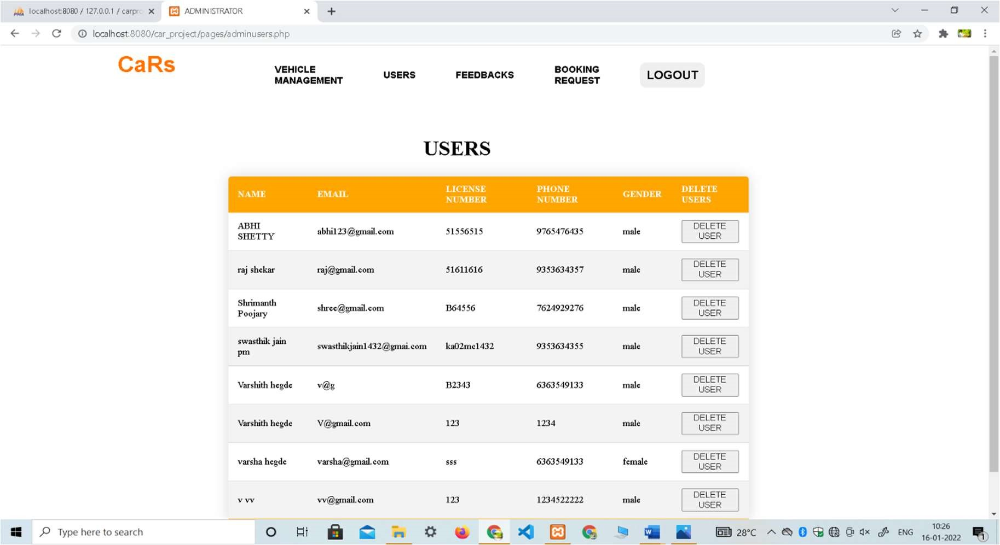 localhost:8080 / 127.0.0.1 / carpro
ADMINISTRATOR
localhost:8080/car_project/pages/adminusers.php
CaRs
VEHICLE
MANAGEMENT
USERS
FEEDBACKS
BOOKING
REQUEST
LOGOUT
USERS
NAME EMAIL LICENSE NUMBER PHONE NUMBER GENDER DELETE USERS
ABHI SHETTY abhi123@gmail.com 51556515 9765476435 male DELETE USER
raj shekar raj@gmail.com 51611616 9353634357 male DELETE USER
Shrimanth Poojary shree@gmail.com B64556 7624929276 male DELETE USER
swasthik jain pm swasthikjain1432@gmai.com ka02me1432 9353634355 male DELETE USER
Varshith hegde v@g B2343 6363549133 male DELETE USER
Varshith hegde V@gmail.com 123 1234 male DELETE USER
varsha hegde varsha@gmail.com sss 6363549133 female DELETE USER
v vv vv@gmail.com 123 1234522222 male DELETE USER
Type here to search
28°C
ENG
10:26
16-01-2022
1